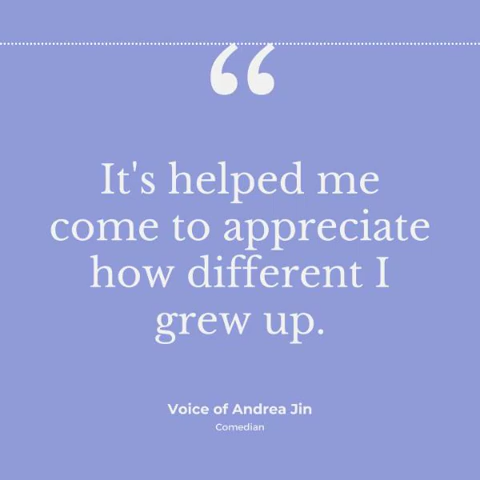 “
It's helped me
come to appreciate
how different I
grew up.
Voice of Andrea Jin
Comedian